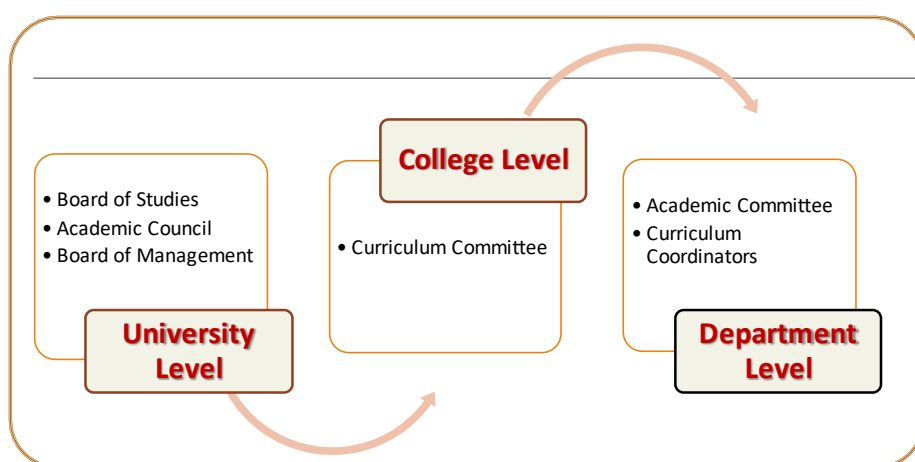 • Board of Studies
• Academic Council
• Board of Management
University
Level
College Level
• Curriculum Committee
• Academic Committee
• Curriculum
Coordinators
Department
Level